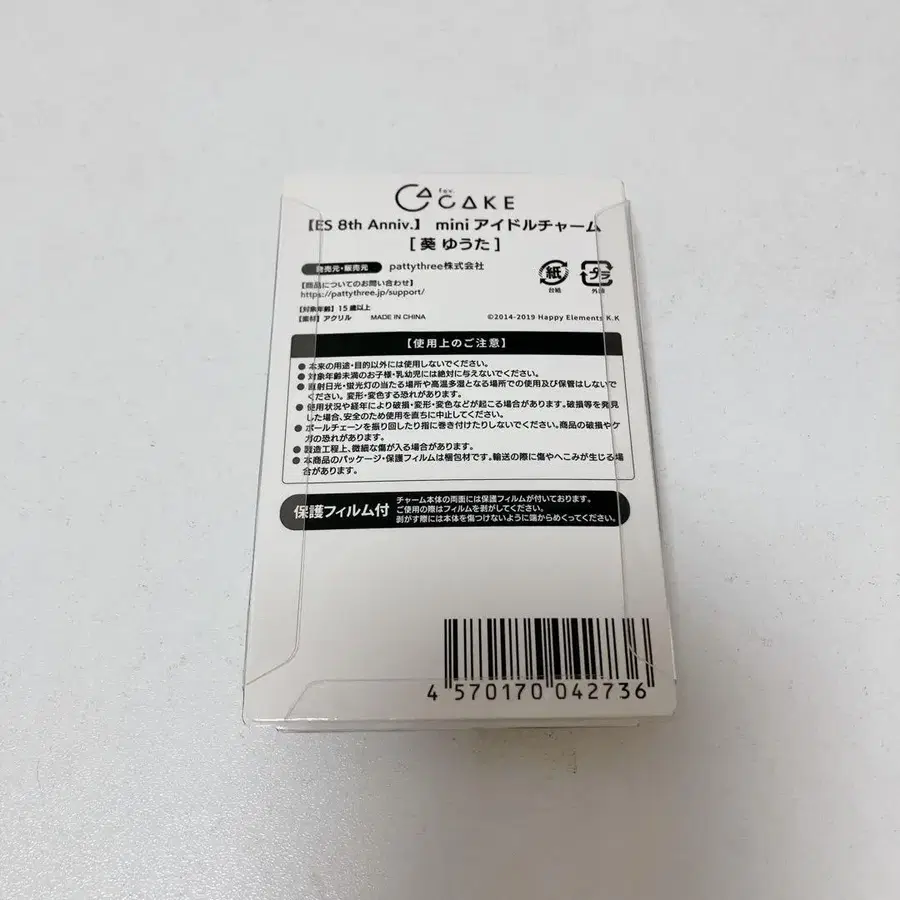 fav.
CAKE
【ES 8th Anniv.】 mini アイドルチャーム
[ 葵 ゆうた ]
発売元・販売元 pattythree株式会社
【商品についてのお問い合わせ】
https://pattythree.jp/support/
紙
台紙
プラ
外装
【対象年齢】15歳以上
【素材】アクリル MADE IN CHINA
©2014-2019 Happy Elements K.K
【使用上のご注意】
● 本来の用途・目的以外には使用しないでください。
● 対象年齢未満のお子様・乳幼児には絶対に与えないでください。
● 直射日光・蛍光灯の当たる場所や高温多湿となる場所での使用及び保管はしないで
ください。変形・変色する恐れがあります。
● 使用状況や経年により破損・変形・変色などが起こる場合があります。破損等を発見
した場合、安全のため使用を直ちに中止してください。
● ボールチェーンを振り回したり指に巻き付けたりしないでください。商品の破損やケ
ガの恐れがあります。
● 製造工程上、微細な傷が入る場合があります。
● 本商品のパッケージ・保護フィルムは梱包材です。輸送の際に傷やへこみが生じる場
合があります。
保護フィルム付
チャーム本体の両面には保護フィルムが付いております。
ご使用の際はフィルムを剥がしてください。
剥がす際には本体を傷つけないように端からめくってください。
4 570170 042736